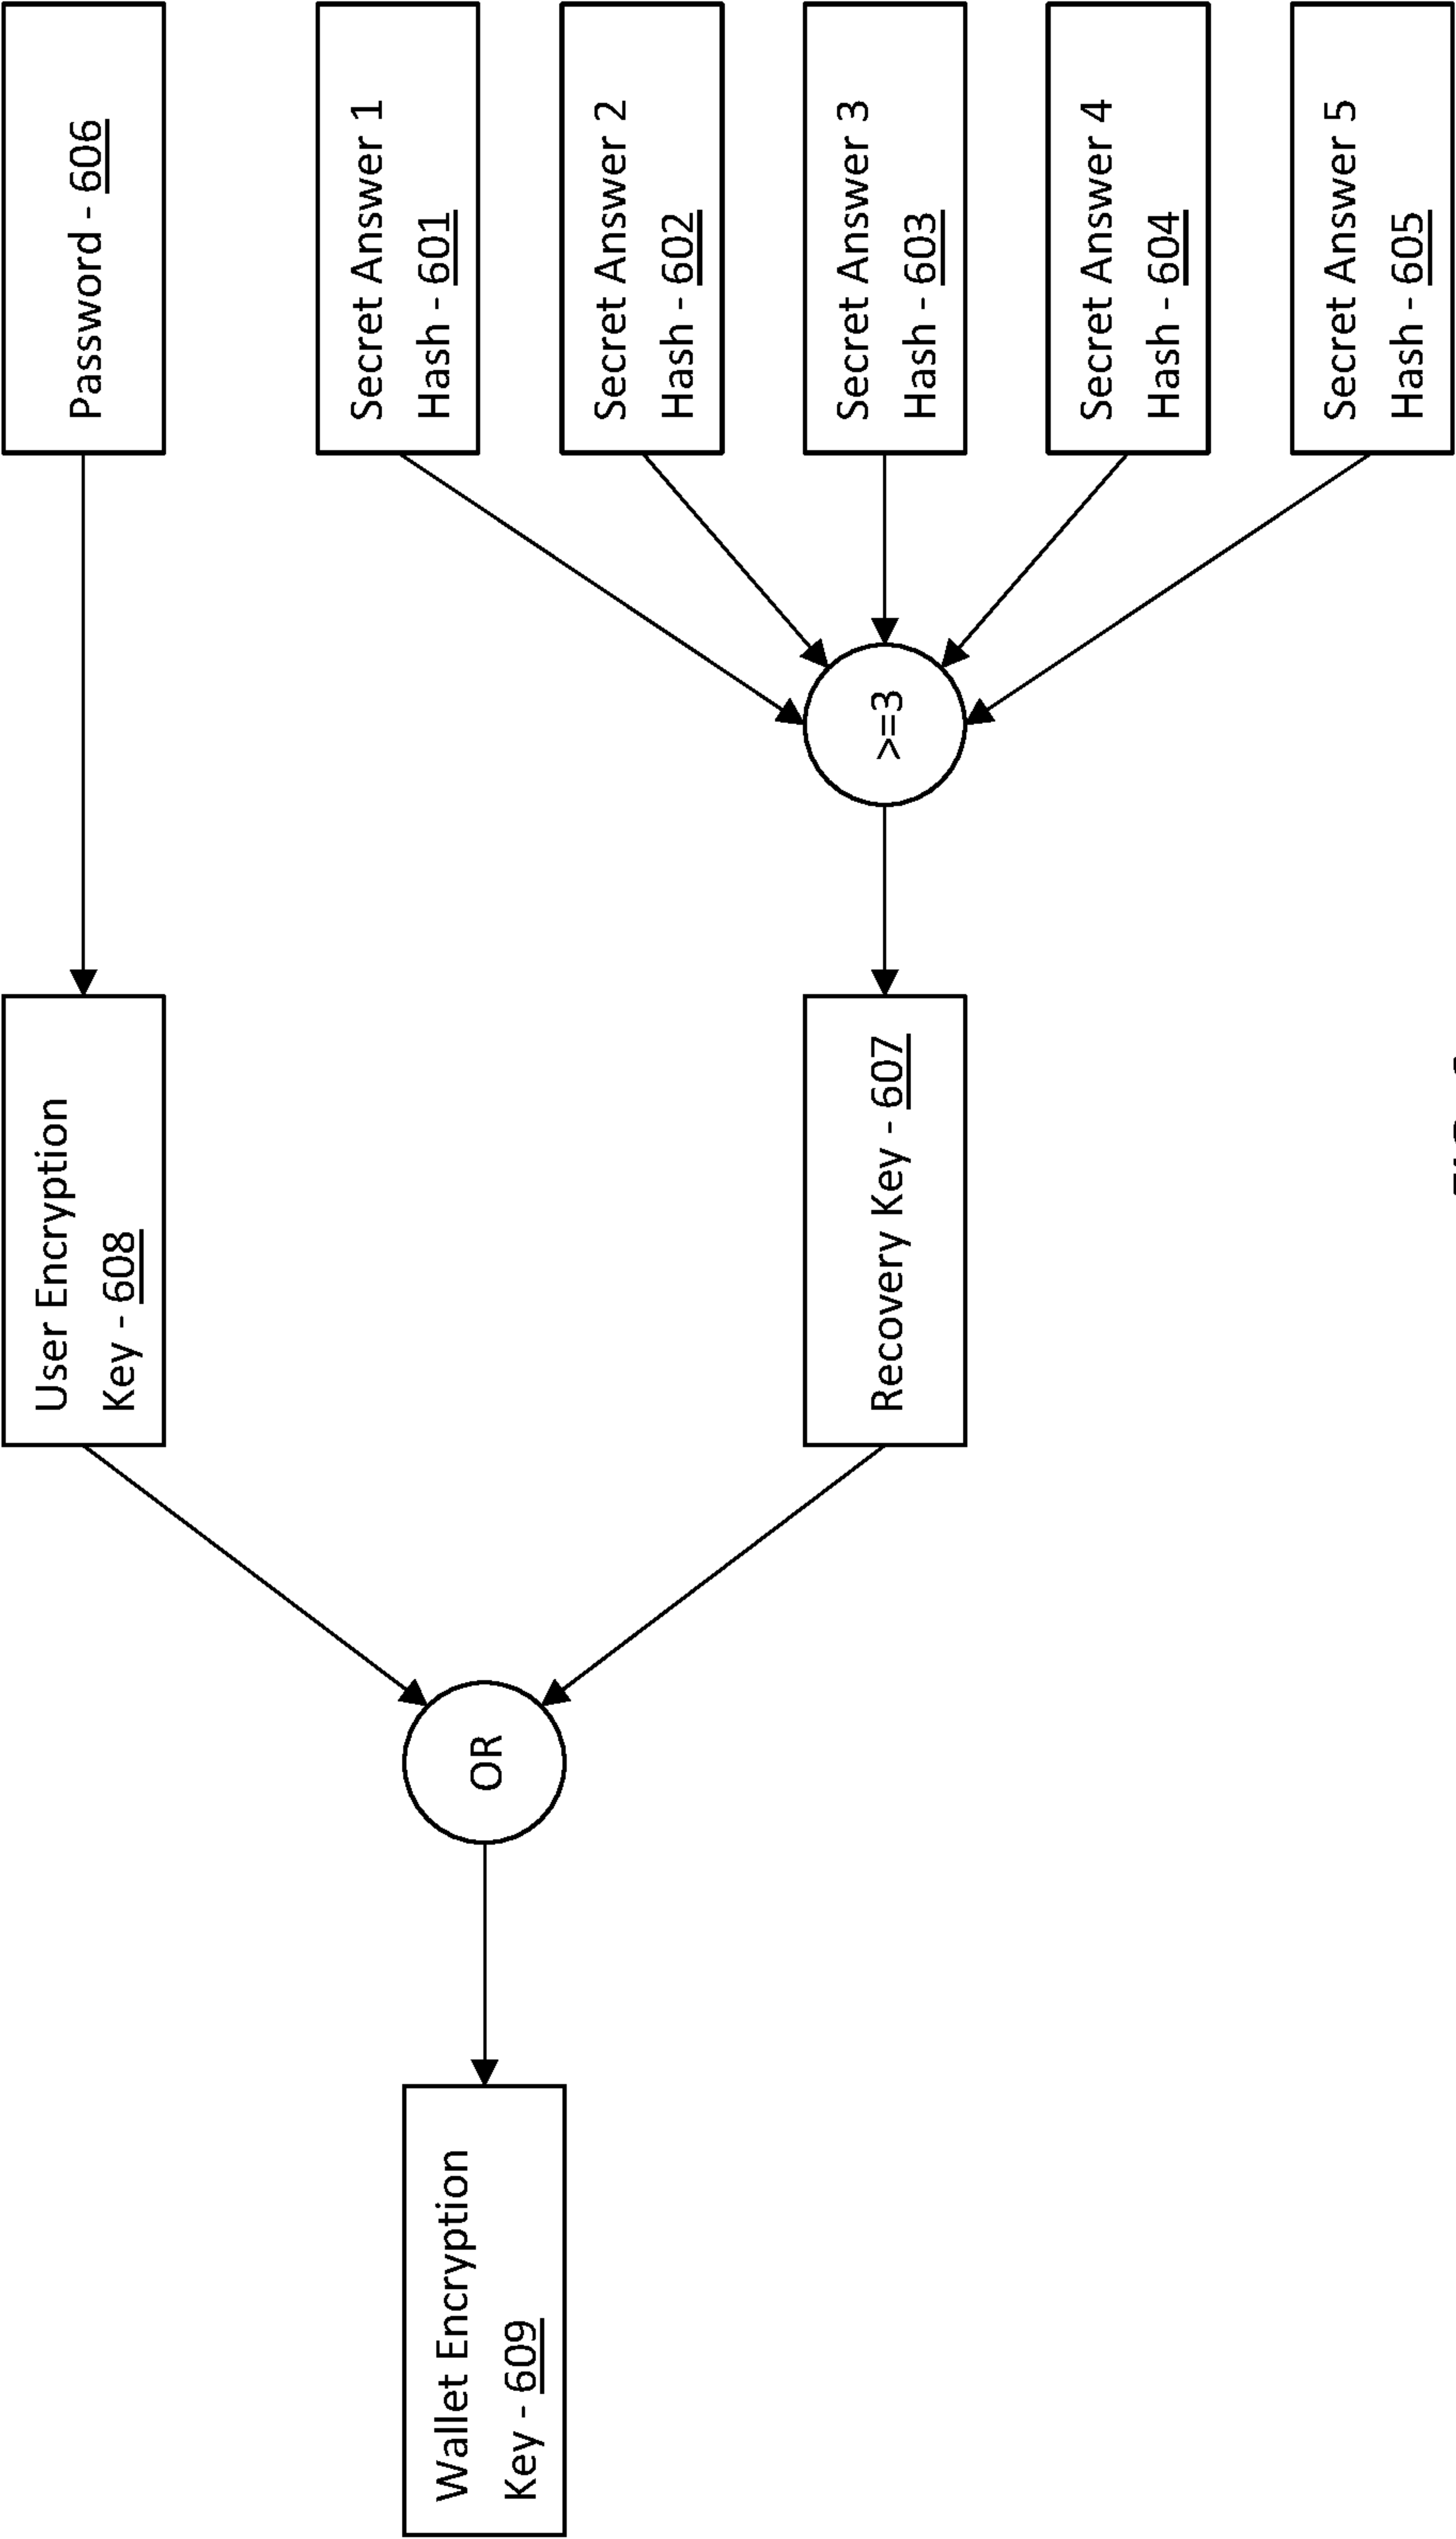 User Encryption
Key - 608
Password - 606
Secret Answer 1
Hash - 601
Wallet Encryption
Key - 609
OR
Secret Answer 2
Hash - 602
Recovery Key - 607
>=3
Secret Answer 3
Hash - 603
Secret Answer 4
Hash - 604
Secret Answer 5
Hash - 605